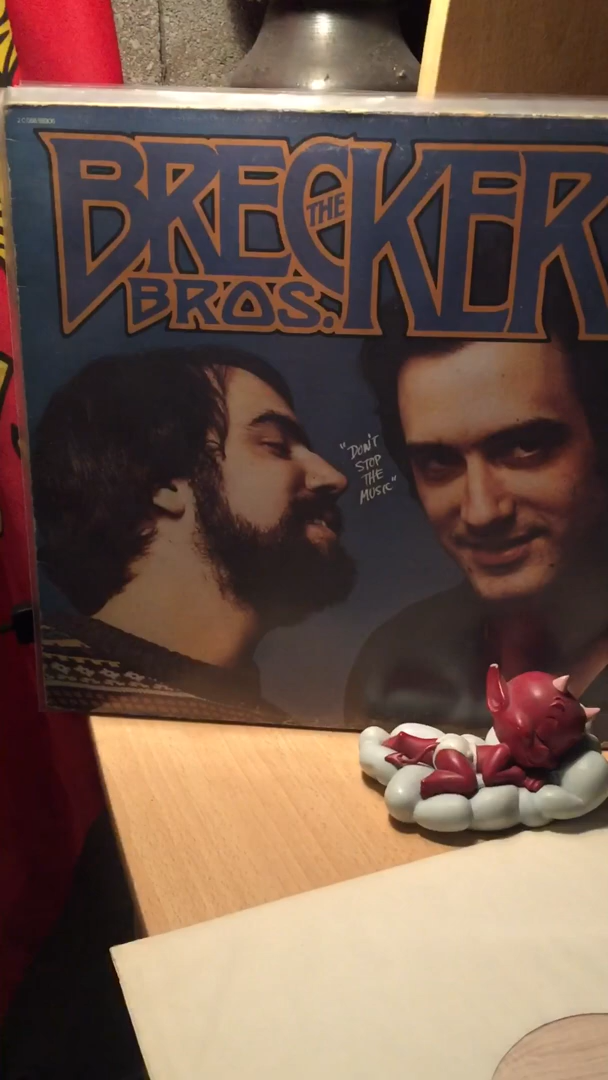 THE
BRECKER
BROS.
"DON'T
STOP
THE
MUSIC"